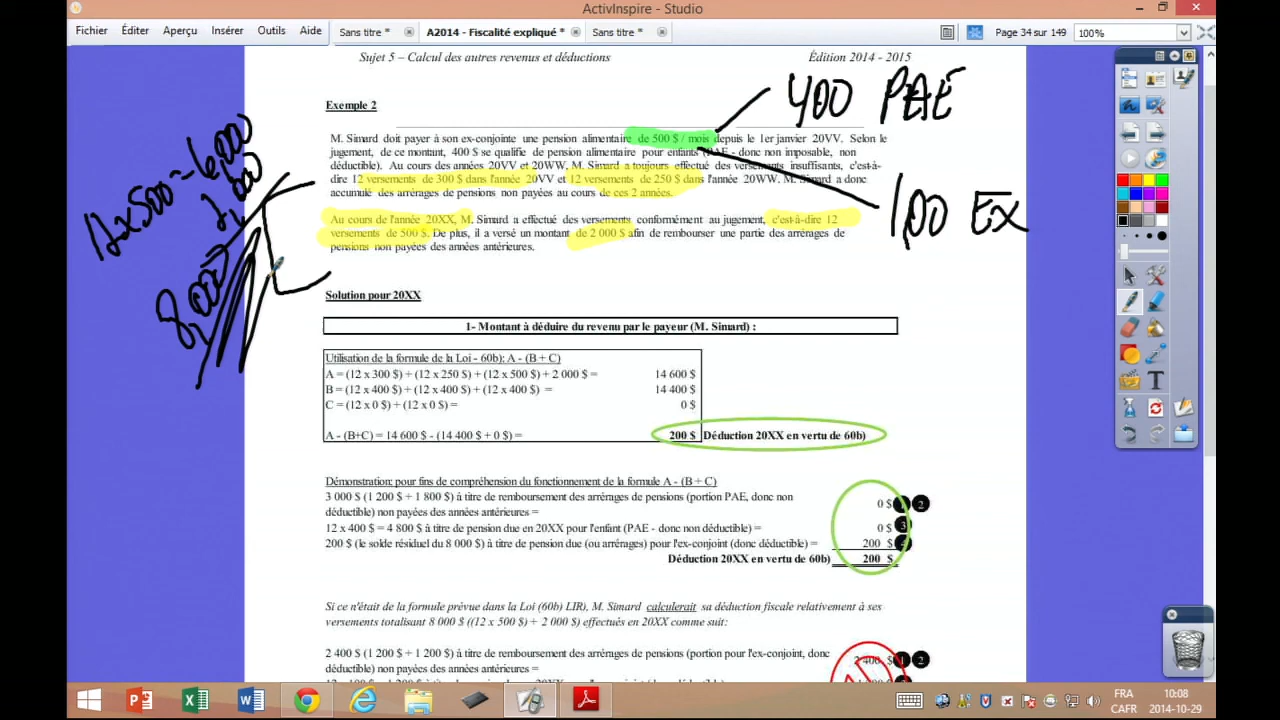 ActivInspire - Studio
Fichier Éditer Aperçu Insérer Outils Aide
Sans titre *
A2014 - Fiscalité expliqué *
Sans titre *
Page 34 sur 149
100%
Sujet 5 – Calcul des autres revenus et déductions
Édition 2014 - 2015
400 PAE
Exemple 2
M. Simard doit payer à son ex-conjointe une pension alimentaire de 500 $ / mois depuis le 1er janvier 20VV. Selon le
jugement, de ce montant, 400 $ se qualifie de pension alimentaire pour enfants (PAE - donc non imposable, non
déductible). Au cours des années 20VV et 20WW, M. Simard a toujours effectué des versements insuffisants, c'est-à-
dire 12 versements de 300 $ dans l'année 20VV et 12 versements de 250 $ dans l'année 20WW. M. Simard a donc
accumulé des arrérages de pensions non payées au cours de ces 2 années.
100 EX
12 x 500 = 6,000
2 000
8 000
Au cours de l'année 20XX, M. Simard a effectué des versements conformément au jugement, c'est-à-dire 12
versements de 500 $. De plus, il a versé un montant de 2 000 $ afin de rembourser une partie des arrérages de
pensions non payées des années antérieures.
Solution pour 20XX
1- Montant à déduire du revenu par le payeur (M. Simard) :
Utilisation de la formule de la Loi - 60b): A - (B + C)
A = (12 x 300 $) + (12 x 250 $) + (12 x 500 $) + 2 000 $ = 14 600 $
B = (12 x 400 $) + (12 x 400 $) + (12 x 400 $) = 14 400 $
C = (12 x 0 $) + (12 x 0 $) = 0 $
A - (B+C) = 14 600 $ - (14 400 $ + 0 $) = 200 $ Déduction 20XX en vertu de 60b)
Démonstration: pour fins de compréhension du fonctionnement de la formule A - (B + C)
3 000 $ (1 200 $ + 1 800 $) à titre de remboursement des arrérages de pensions (portion PAE, donc non
déductible) non payées des années antérieures = 0 $ 1 2
12 x 400 $ = 4 800 $ à titre de pension due en 20XX pour l'enfant (PAE - donc non déductible) = 0 $ 3
200 $ (le solde résiduel du 8 000 $) à titre de pension due (ou arrérages) pour l'ex-conjoint (donc déductible) = 200 $ 4
Déduction 20XX en vertu de 60b) 200 $
Si ce n'était de la formule prévue dans la Loi (60b) LIR), M. Simard calculerait sa déduction fiscale relativement à ses
versements totalisant 8 000 $ ((12 x 500 $) + 2 000 $) effectués en 20XX comme suit:
2 400 $ (1 200 $ + 1 200 $) à titre de remboursement des arrérages de pensions (portion pour l'ex-conjoint, donc
déductible) non payées des années antérieures = 2 400 $ 1 2
FRA
CAFR
10:08
2014-10-29